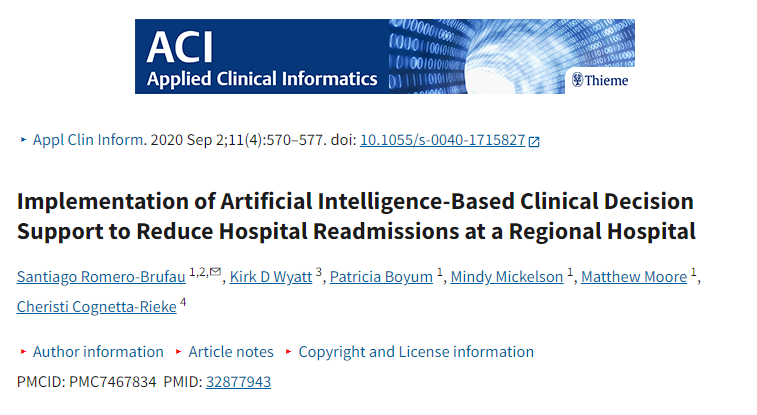 ACI
Applied Clinical Informatics
Thieme
Appl Clin Inform. 2020 Sep 2;11(4):570–577. doi: 10.1055/s-0040-1715827
Implementation of Artificial Intelligence-Based Clinical Decision
Support to Reduce Hospital Readmissions at a Regional Hospital
Santiago Romero-Brufau 1,2,✉, Kirk D Wyatt 3, Patricia Boyum 1, Mindy Mickelson 1, Matthew Moore 1,
Cheristi Cognetta-Rieke 4
Author information Article notes Copyright and License information
PMCID: PMC7467834 PMID: 32877943